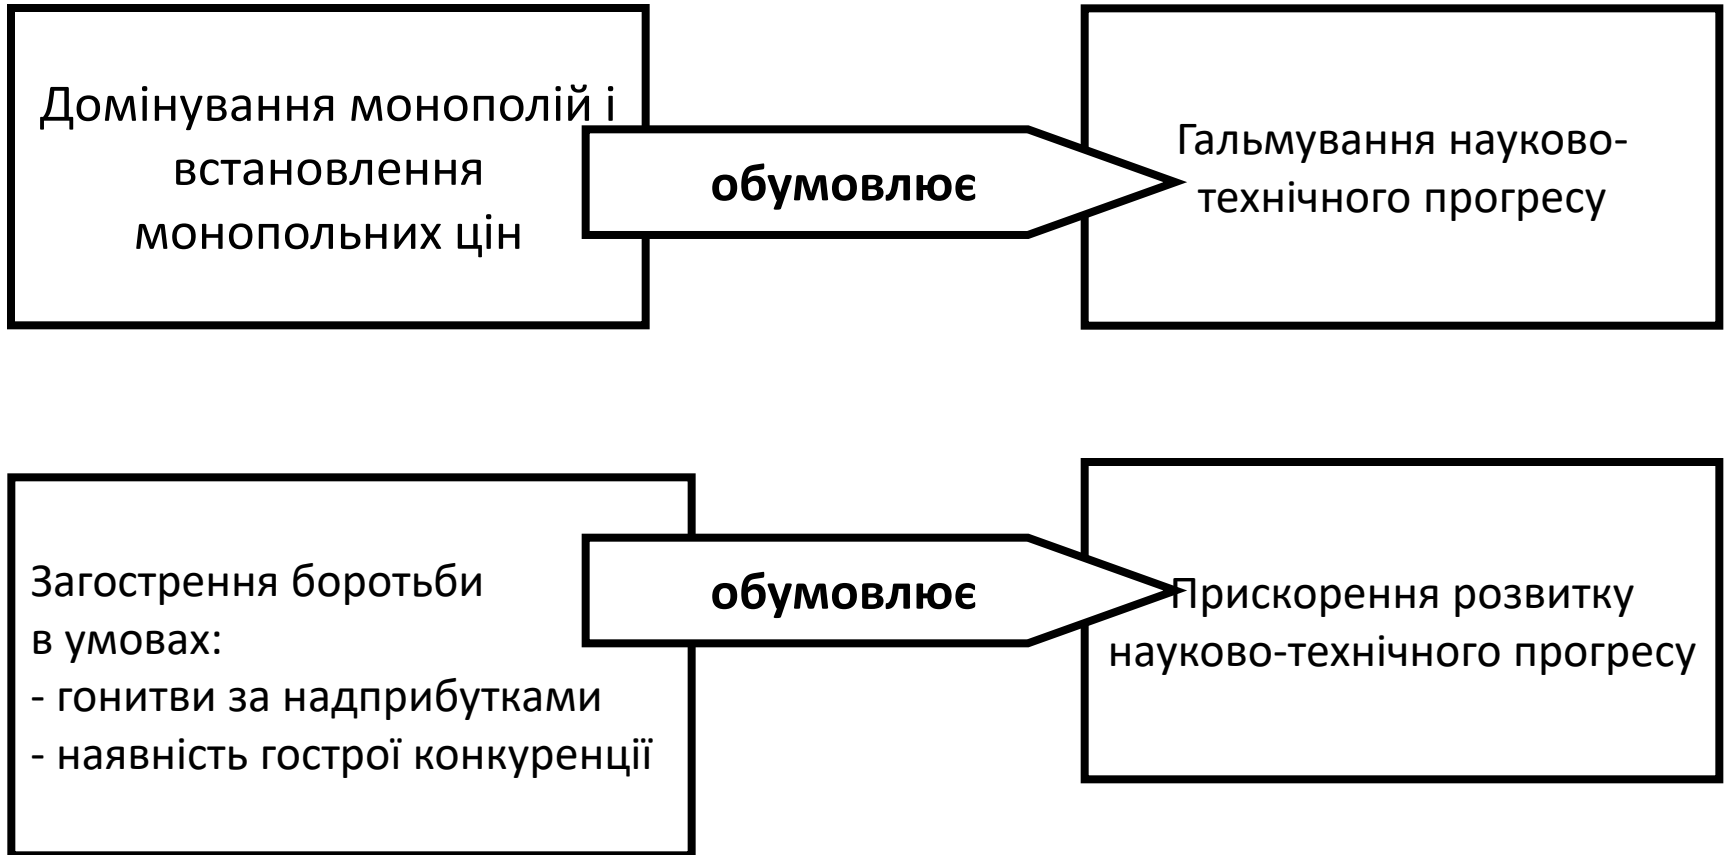 Домінування монополій і
встановлення
монопольних цін
обумовлює
Гальмування науково-
технічного прогресу
Загострення боротьби
в умовах:
- гонитви за надприбутками
- наявність гострої конкуренції
обумовлює
Прискорення розвитку
науково-технічного прогресу